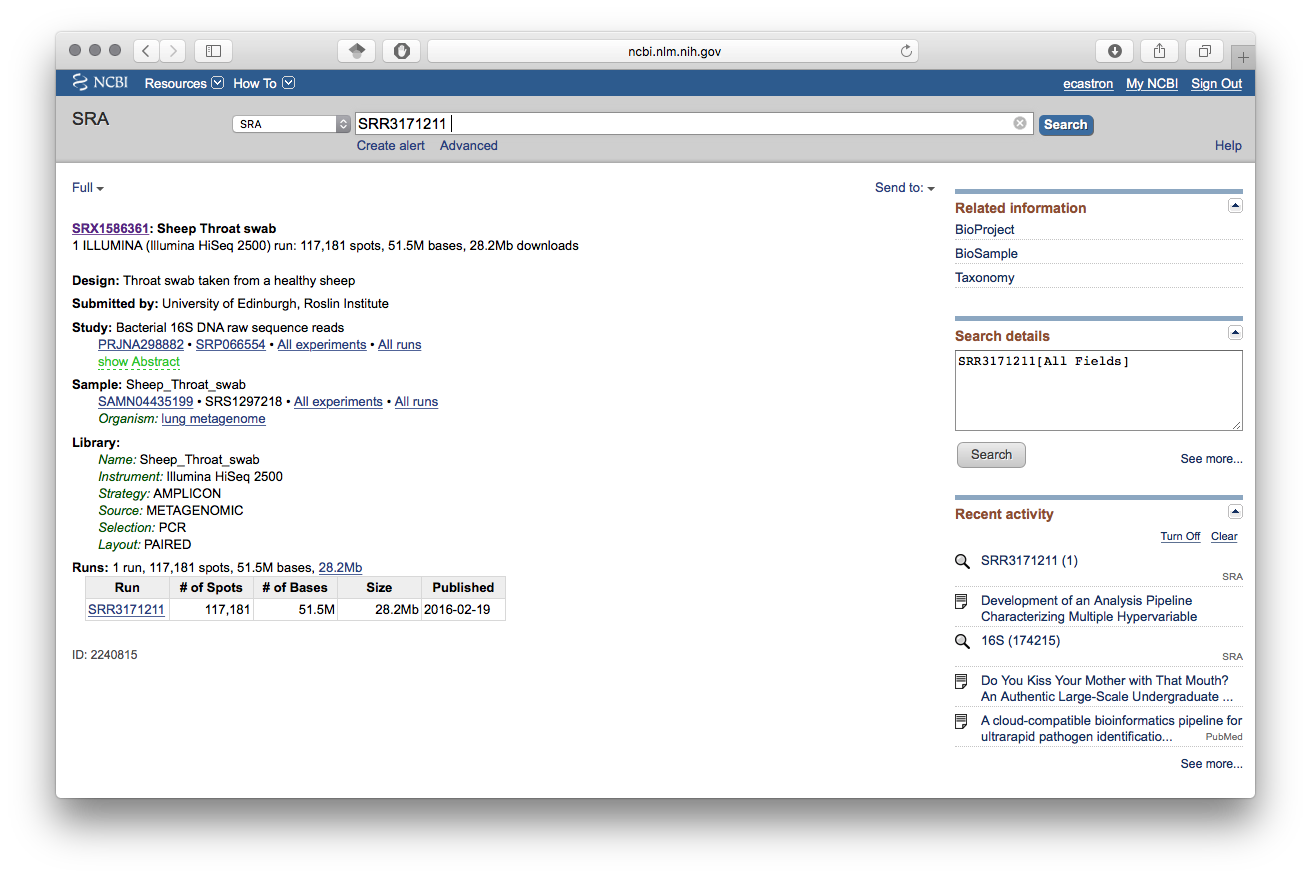 ncbi.nlm.nih.gov
NCBI Resources How To
ecastron My NCBI Sign Out
SRA
SRA
SRR3171211
Search
Create alert Advanced
Help
Full
Send to:
SRX1586361: Sheep Throat swab
1 ILLUMINA (Illumina HiSeq 2500) run: 117,181 spots, 51.5M bases, 28.2Mb downloads
Design: Throat swab taken from a healthy sheep
Submitted by: University of Edinburgh, Roslin Institute
Study: Bacterial 16S DNA raw sequence reads
PRJNA298882 • SRP066554 • All experiments • All runs
show Abstract
Sample: Sheep_Throat_swab
SAMN04435199 • SRS1297218 • All experiments • All runs
Organism: lung metagenome
Library:
Name: Sheep_Throat_swab
Instrument: Illumina HiSeq 2500
Strategy: AMPLICON
Source: METAGENOMIC
Selection: PCR
Layout: PAIRED
Runs: 1 run, 117,181 spots, 51.5M bases, 28.2Mb
Run # of Spots # of Bases Size Published
SRR3171211 117,181 51.5M 28.2Mb 2016-02-19
ID: 2240815
Related information
BioProject
BioSample
Taxonomy
Search details
SRR3171211[All Fields]
Search
See more...
Recent activity
Turn Off Clear
SRR3171211 (1)
SRA
Development of an Analysis Pipeline
Characterizing Multiple Hypervariable
16S (174215)
SRA
Do You Kiss Your Mother with That Mouth?
An Authentic Large-Scale Undergraduate ...
A cloud-compatible bioinformatics pipeline for
ultrarapid pathogen identificatio... PubMed
See more...